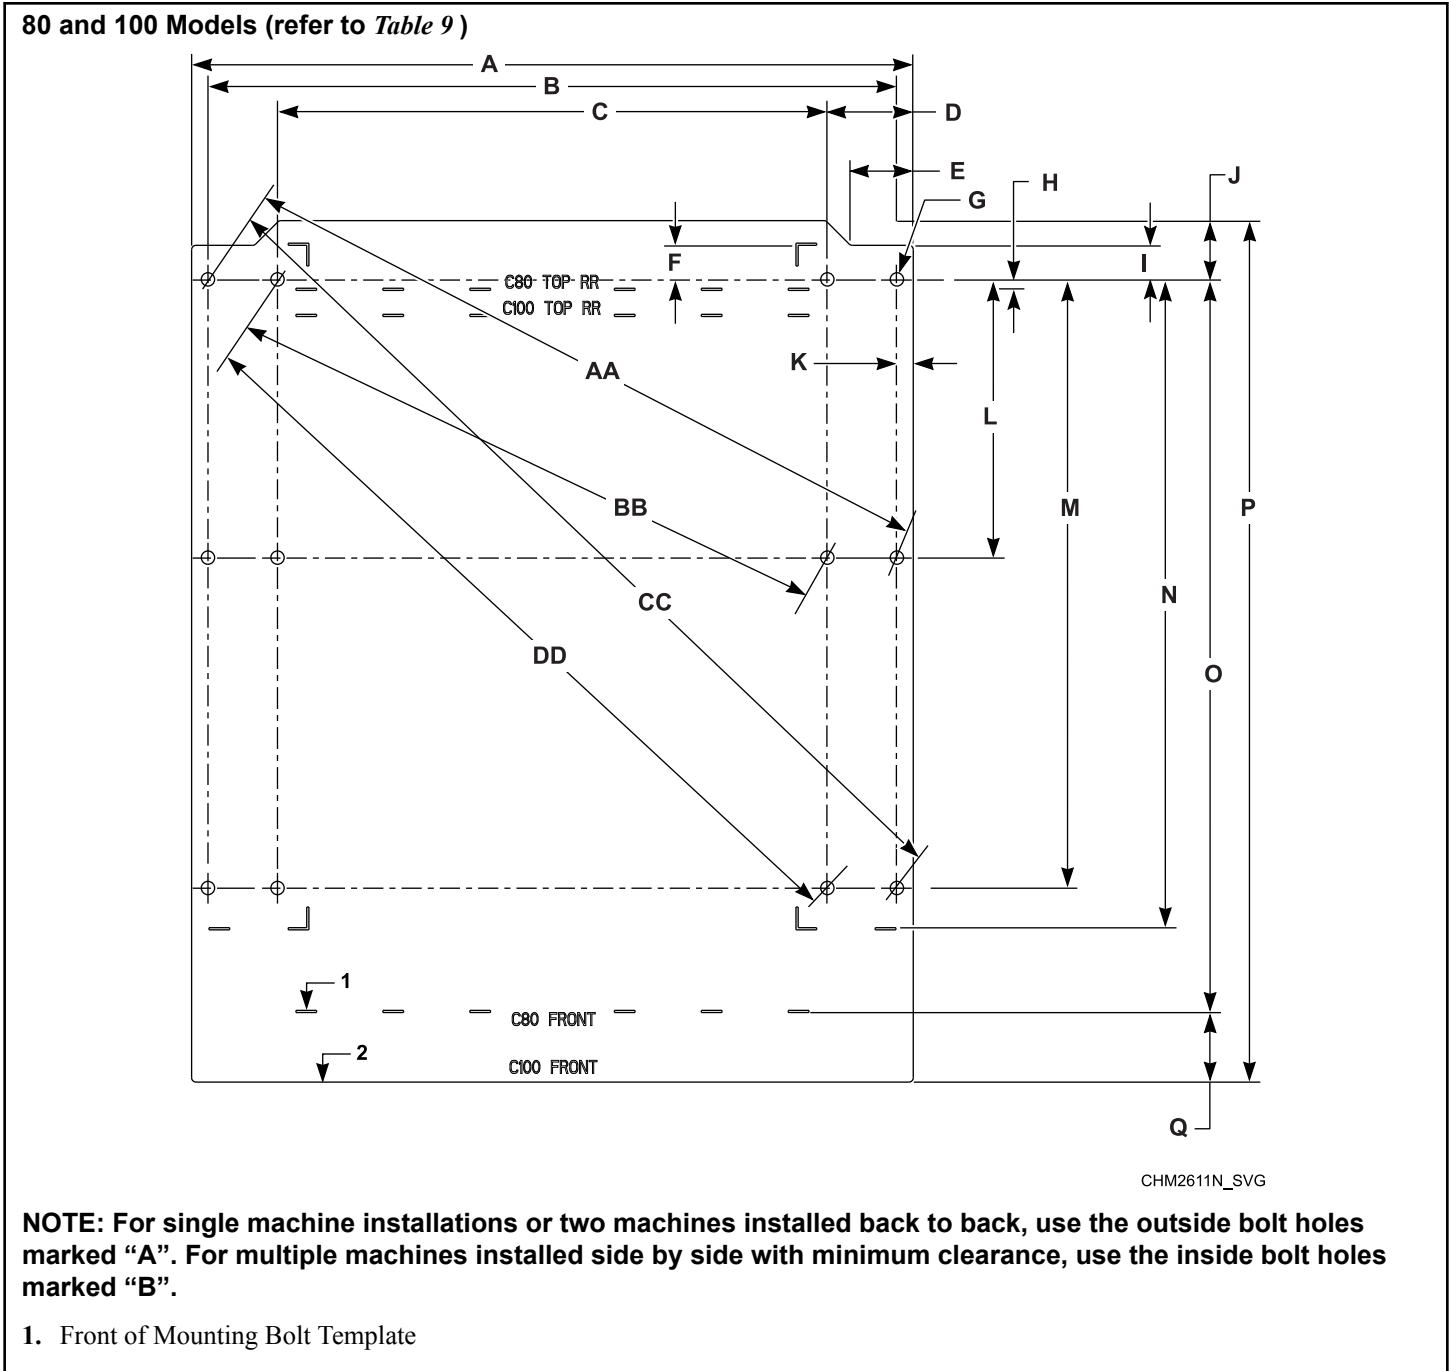 80 and 100 Models (refer to Table 9 )
A
B
C
D
E
H
J
G
F
I
C80 TOP RR
C100 TOP RR
K
AA
L
BB
M
P
N
CC
DD
O
1
C80 FRONT
2
C100 FRONT
Q
CHM2611N_SVG
NOTE: For single machine installations or two machines installed back to back, use the outside bolt holes
marked “A”. For multiple machines installed side by side with minimum clearance, use the inside bolt holes
marked “B”.
1. Front of Mounting Bolt Template